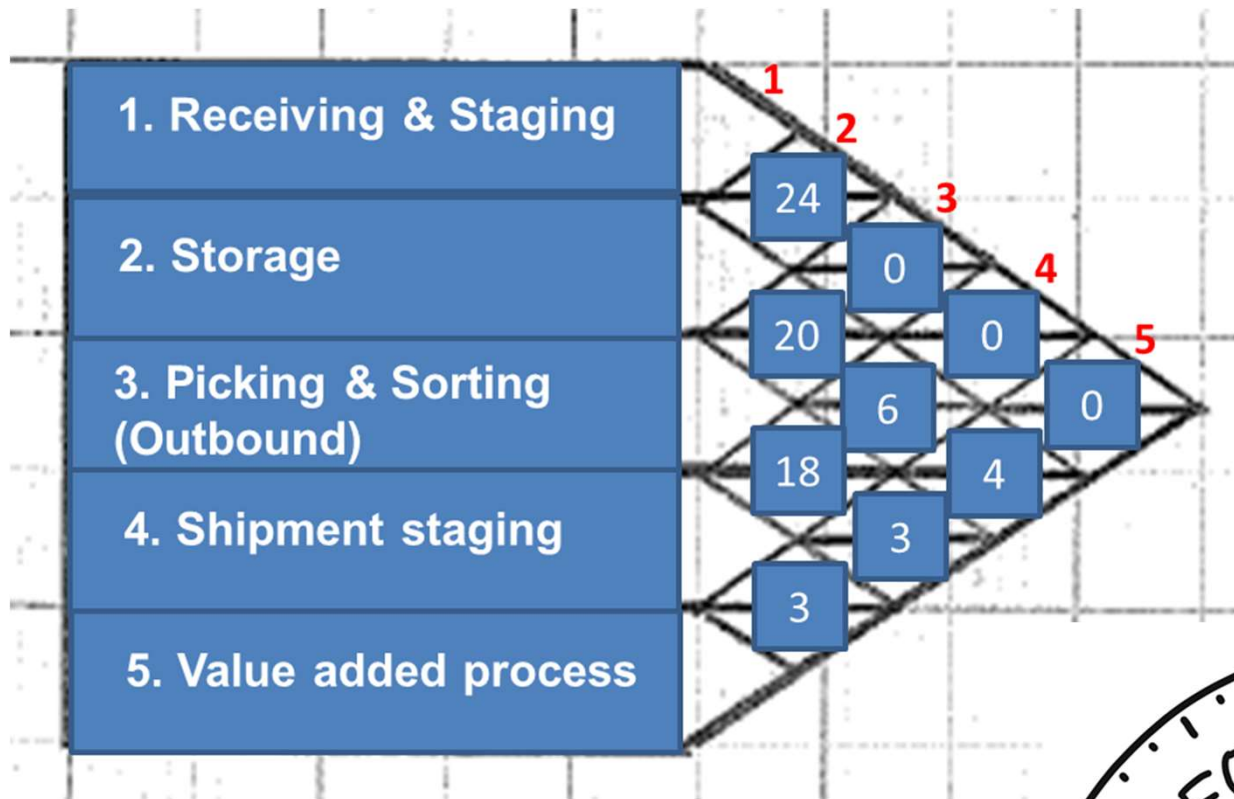 1. Receiving & Staging
2. Storage
3. Picking & Sorting
(Outbound)
4. Shipment staging
5. Value added process
1
2
3
4
5
24
0
20
0
6
0
18
4
3
3